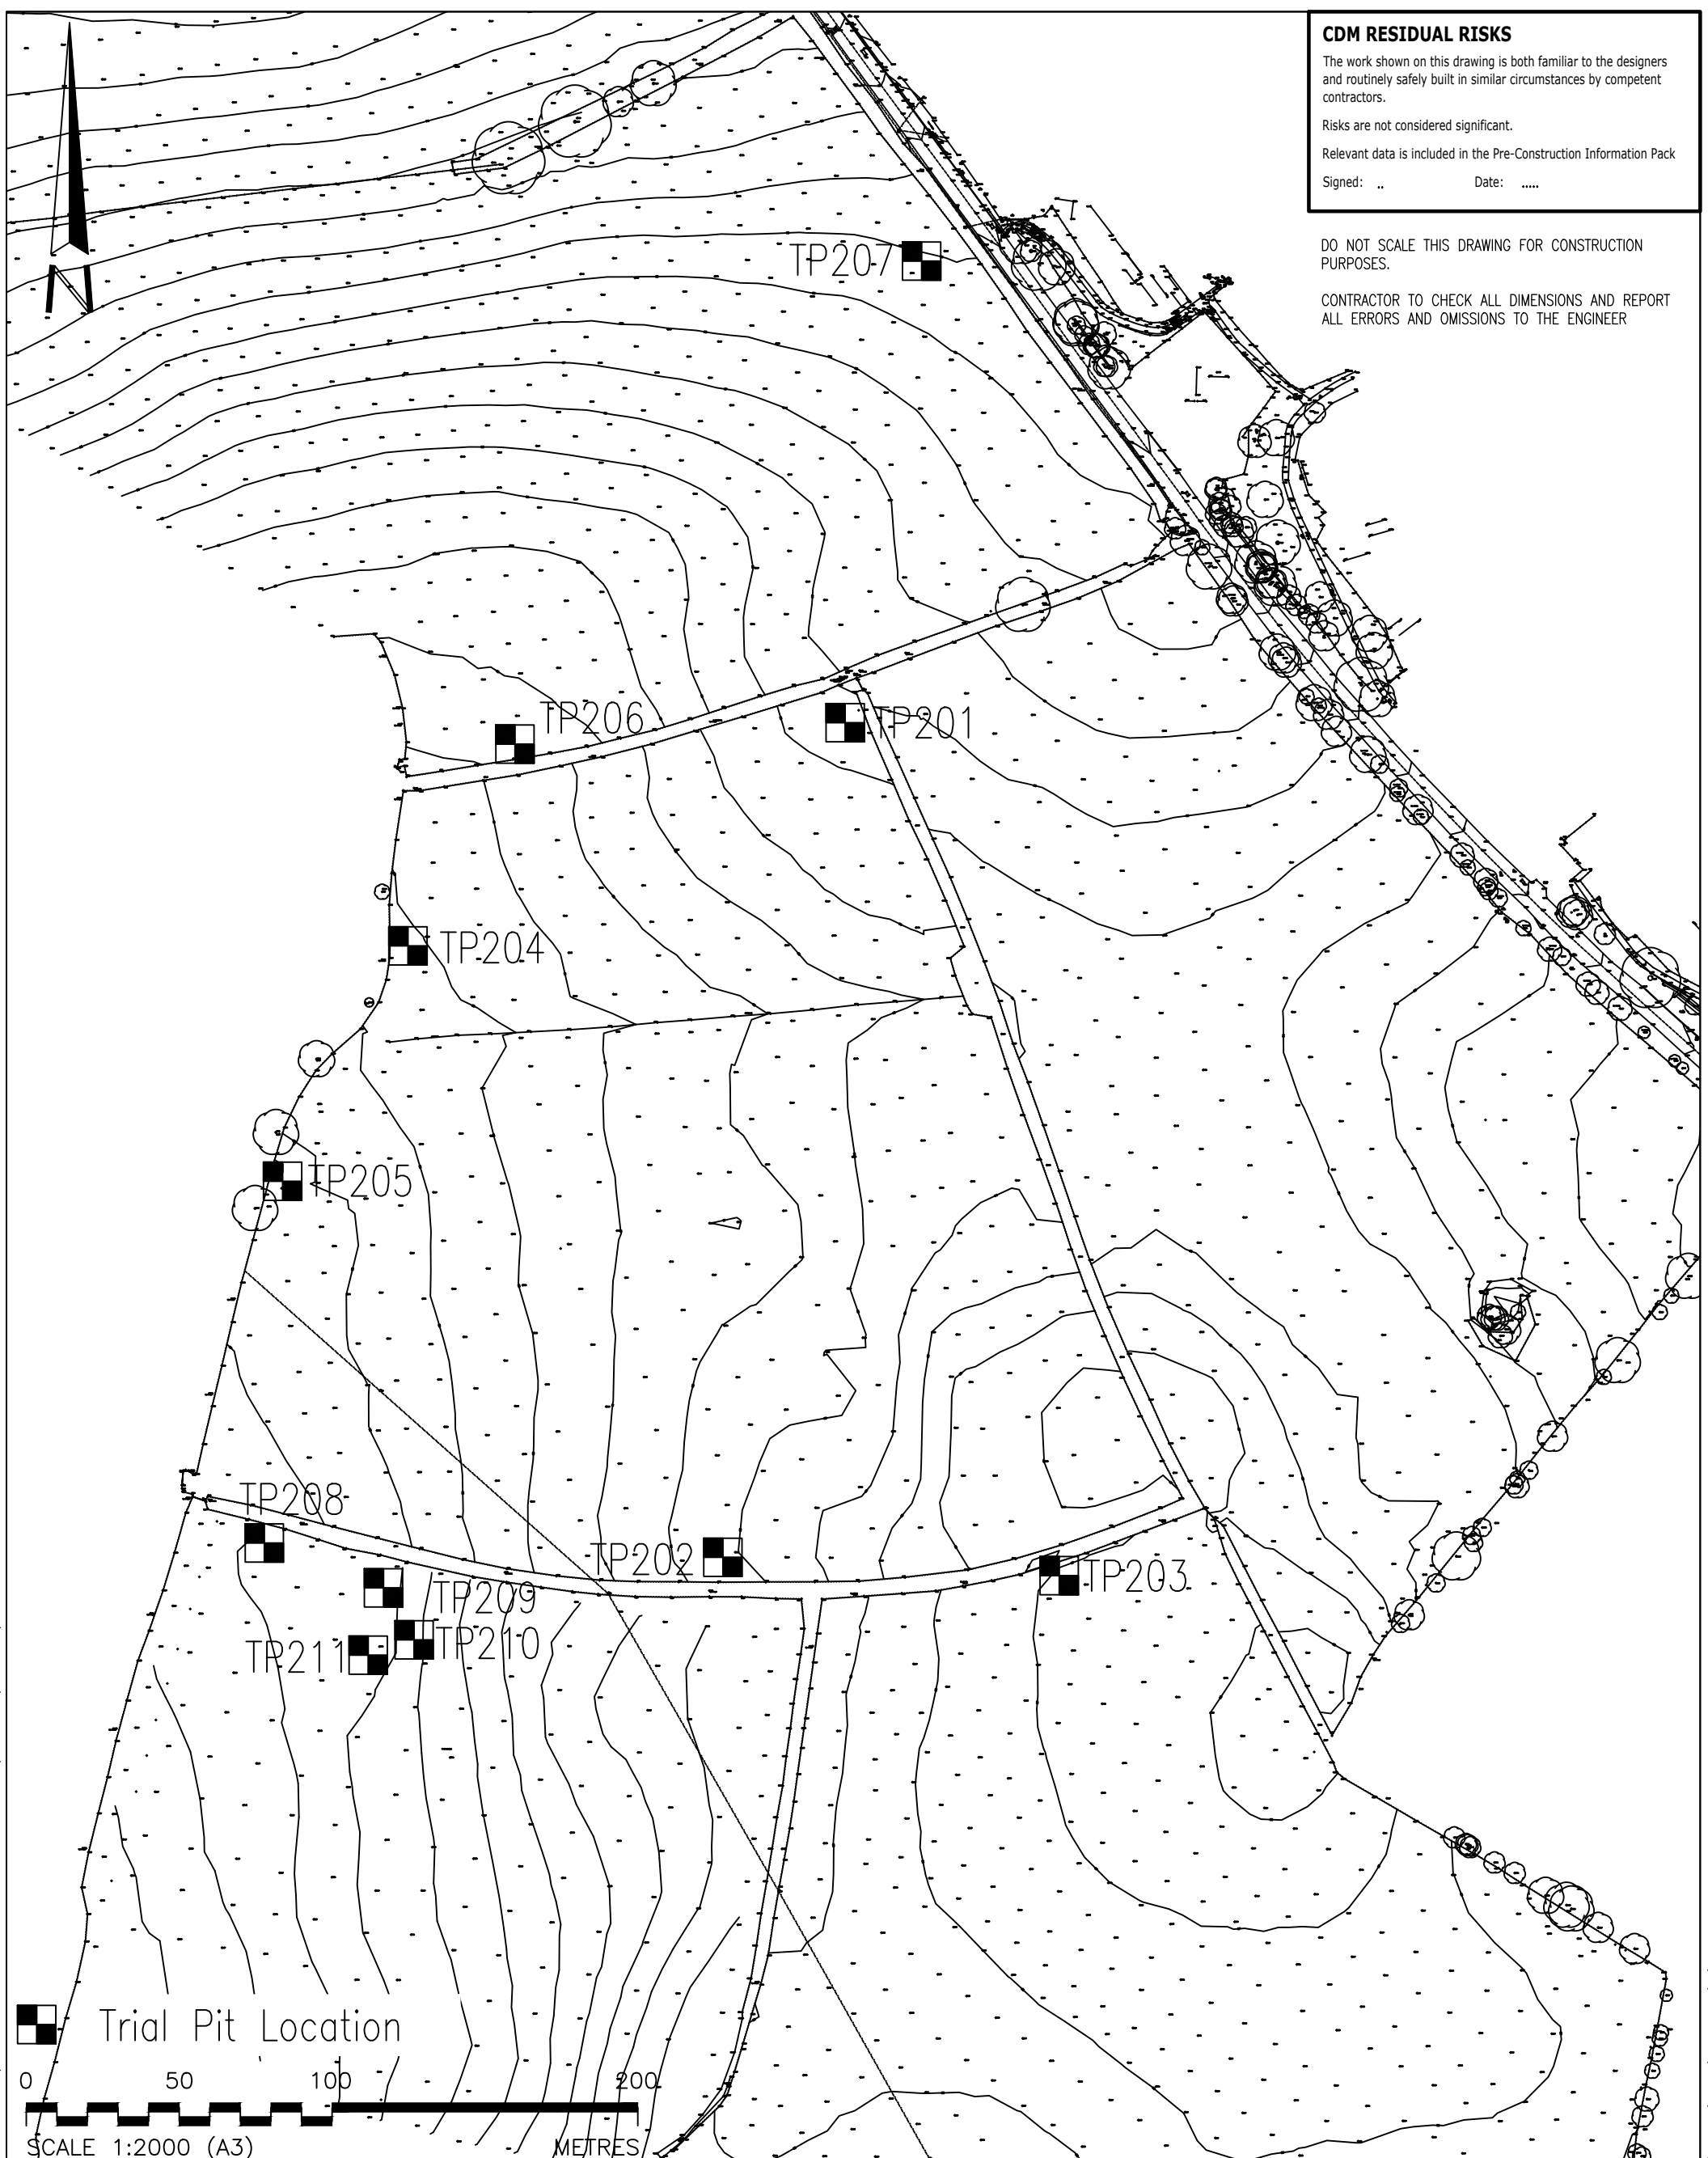 CDM RESIDUAL RISKS
The work shown on this drawing is both familiar to the designers
and routinely safely built in similar circumstances by competent
contractors.
Risks are not considered significant.
Relevant data is included in the Pre-Construction Information Pack
Signed: .. Date: .....
DO NOT SCALE THIS DRAWING FOR CONSTRUCTION
PURPOSES.
CONTRACTOR TO CHECK ALL DIMENSIONS AND REPORT
ALL ERRORS AND OMISSIONS TO THE ENGINEER
N
TP207
TP206
TP201
TP204
TP205
TP208
TP202
TP203
TP209
TP210
TP211
Trial Pit Location
0 50 100 200
SCALE 1:2000 (A3) METRES